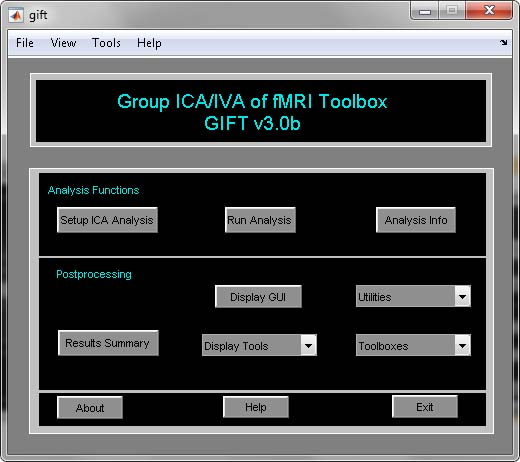 gift
File View Tools Help
Group ICA/IVA of fMRI Toolbox
GIFT v3.0b
Analysis Functions
Setup ICA Analysis Run Analysis Analysis Info
Postprocessing
Display GUI Utilities
Results Summary Display Tools Toolboxes
About Help Exit